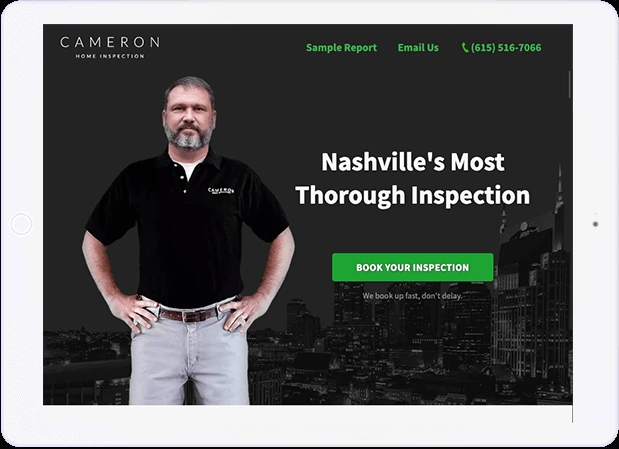 CAMERON
HOME INSPECTION
Sample Report
Email Us
(615) 516-7066
CAMERON
Nashville's Most
Thorough Inspection
BOOK YOUR INSPECTION
We book up fast, don't delay.